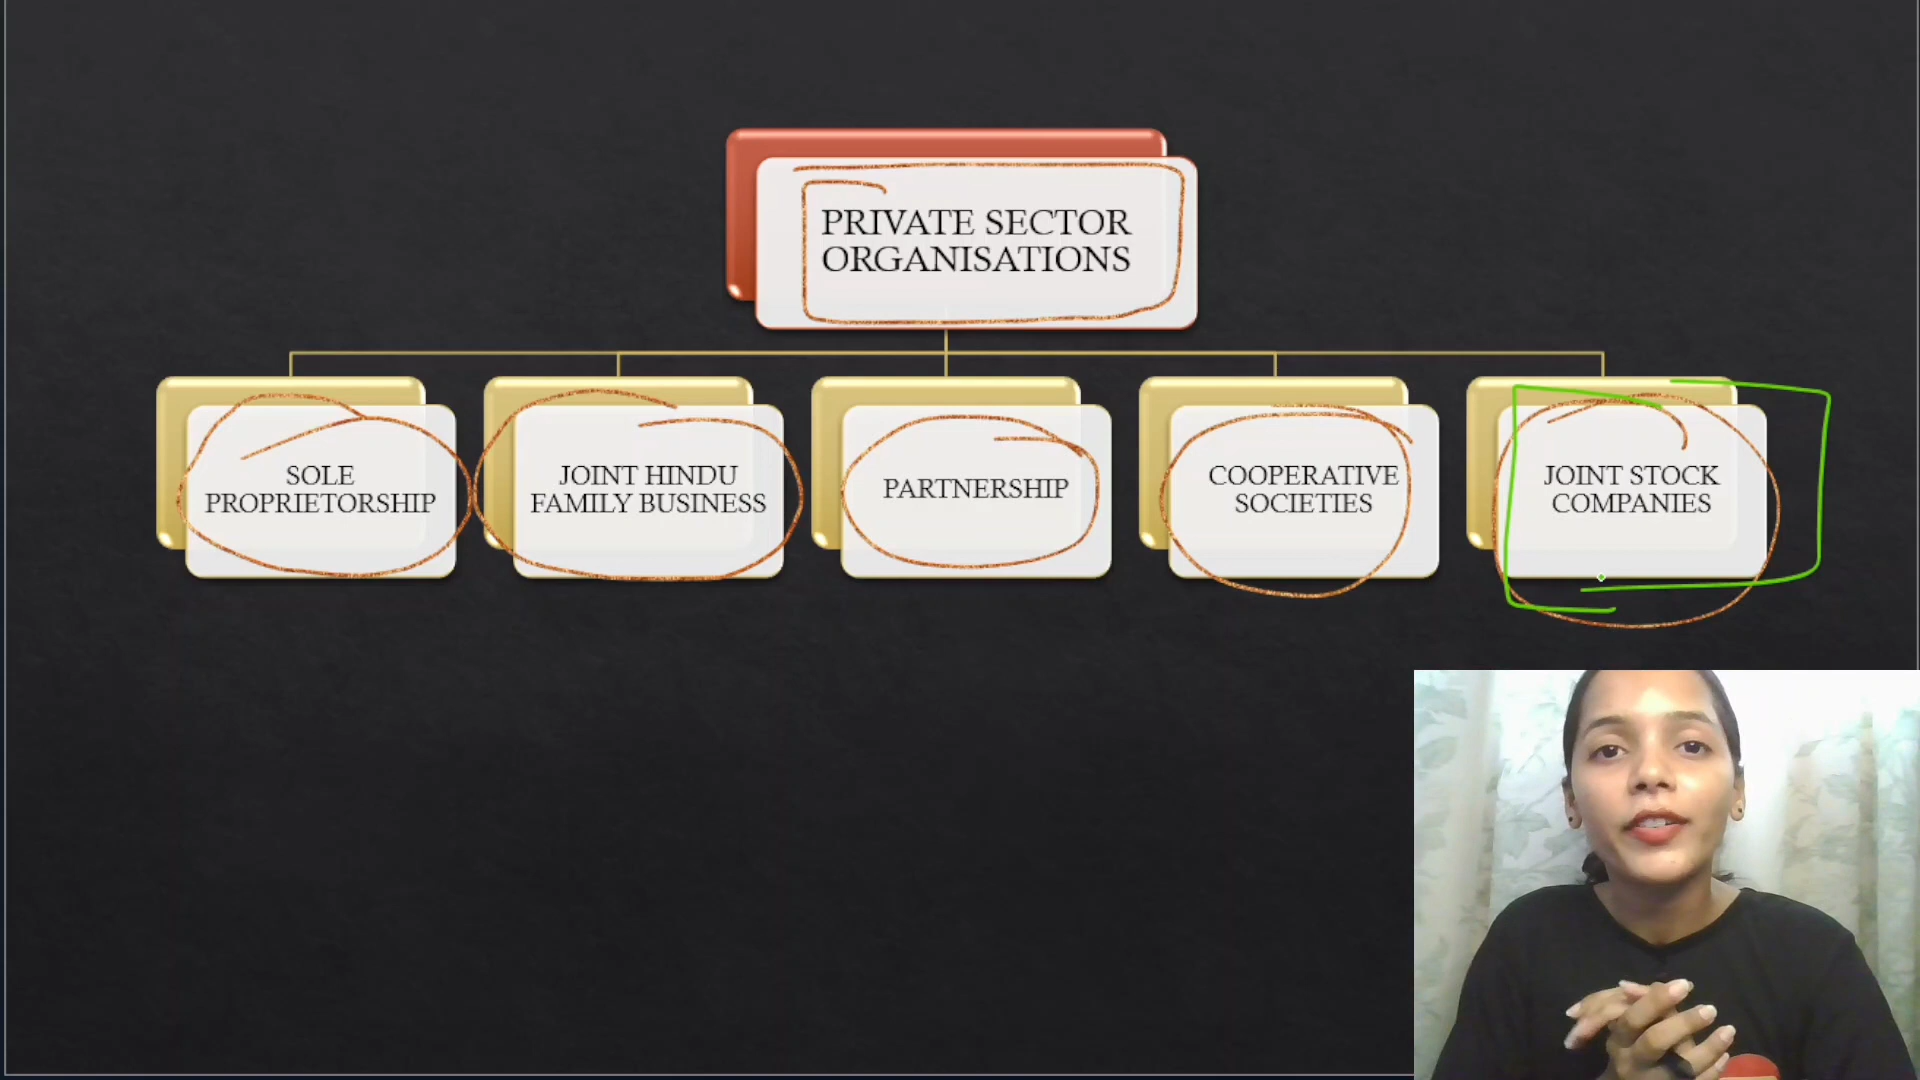 PRIVATE SECTOR
ORGANISATIONS
SOLE
PROPRIETORSHIP
JOINT HINDU
FAMILY BUSINESS
PARTNERSHIP
COOPERATIVE
SOCIETIES
JOINT STOCK
COMPANIES